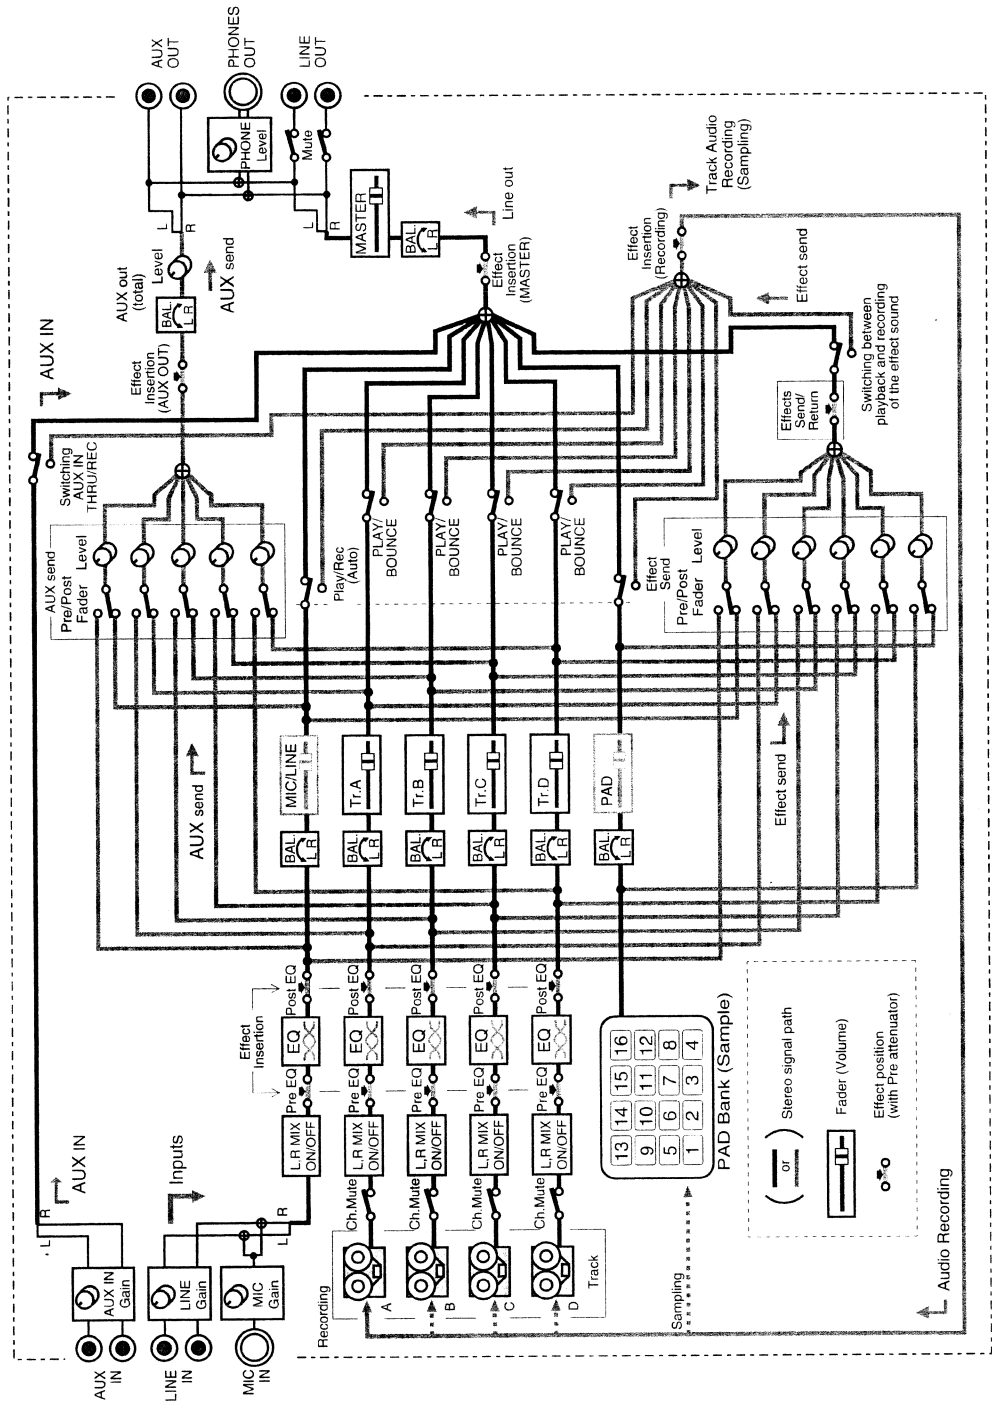 AUX
IN
LINE
IN
MIC
IN
AUX IN
Gain
LINE
Gain
MIC
Gain
L
R
L
R
AUX IN
Inputs
Recording
A
B
C
D
Track
Ch.Mute
Ch.Mute
Ch.Mute
Ch.Mute
L,R MIX
ON/OFF
L,R MIX
ON/OFF
L,R MIX
ON/OFF
L,R MIX
ON/OFF
L,R MIX
ON/OFF
Effect
Insertion
Pre EQ
Pre EQ
Pre EQ
Pre EQ
Pre EQ
EQ
EQ
EQ
EQ
EQ
Post EQ
Post EQ
Post EQ
Post EQ
Post EQ
Sampling
13 14 15 16
9 10 11 12
5 6 7 8
1 2 3 4
PAD Bank (Sample)
BAL.
L R
BAL.
L R
BAL.
L R
BAL.
L R
BAL.
L R
BAL.
L R
MIC/LINE
Tr.A
Tr.B
Tr.C
Tr.D
PAD
AUX send
Effect send
AUX send
Pre/Post
Fader
Level
Switching
AUX IN
THRU/REC
AUX IN
Play/Rec
(Auto)
PLAY/
BOUNCE
PLAY/
BOUNCE
PLAY/
BOUNCE
PLAY/
BOUNCE
Effect
Send
Pre/Post
Fader
Level
Effects
Send/
Return
Switching between
playback and recording
of the effect sound
Effect send
Effect
Insertion
(AUX OUT)
BAL.
L R
AUX out
(total)
Level
AUX send
L
R
Effect
Insertion
(MASTER)
BAL.
L R
MASTER
Line out
L
R
Mute
PHONE
Level
AUX
OUT
PHONES
OUT
LINE
OUT
Effect
Insertion
(Recording)
Track Audio
Recording
(Sampling)
Audio Recording
( or )
Stereo signal path
Fader (Volume)
Effect position
(with Pre attenuator)